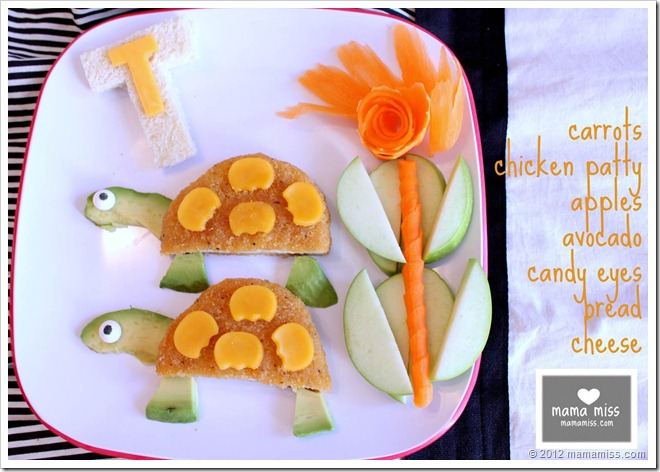 T
carrots
chicken patty
apples
avocado
candy eyes
bread
cheese
mama miss
mamamiss.com
© 2012 mamamiss.com